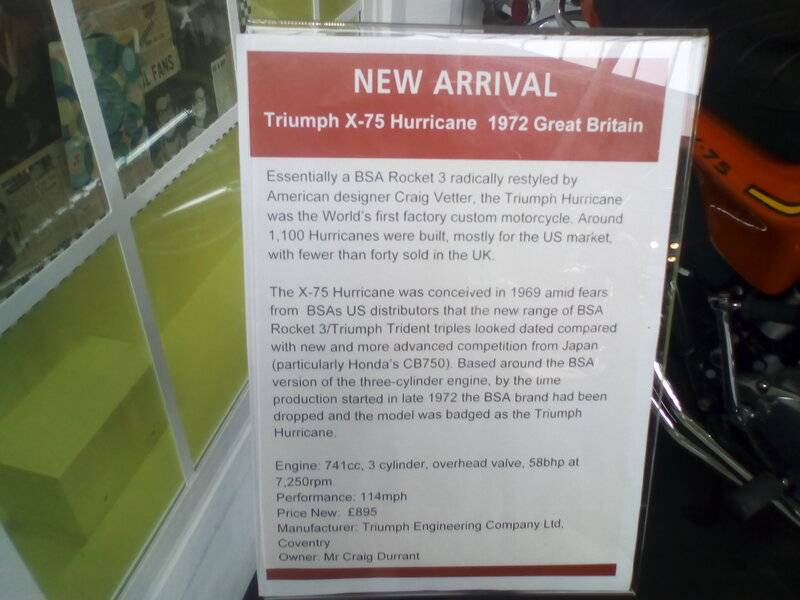 NEW ARRIVAL
Triumph X-75 Hurricane 1972 Great Britain
Essentially a BSA Rocket 3 radically restyled by
American designer Craig Vetter, the Triumph Hurricane
was the World's first factory custom motorcycle. Around
1,100 Hurricanes were built, mostly for the US market,
with fewer than forty sold in the UK.
The X-75 Hurricane was conceived in 1969 amid fears
from BSAs US distributors that the new range of BSA
Rocket 3/Triumph Trident triples looked dated compared
with new and more advanced competition from Japan
(particularly Honda's CB750). Based around the BSA
version of the three-cylinder engine, by the time
production started in late 1972 the BSA brand had been
dropped and the model was badged as the Triumph
Hurricane.
Engine: 741cc, 3 cylinder, overhead valve, 58bhp at
7,250rpm
Performance: 114mph
Price New: £895
Manufacturer: Triumph Engineering Company Ltd,
Coventry
Owner: Mr Craig Durrant
L FANS
X-75